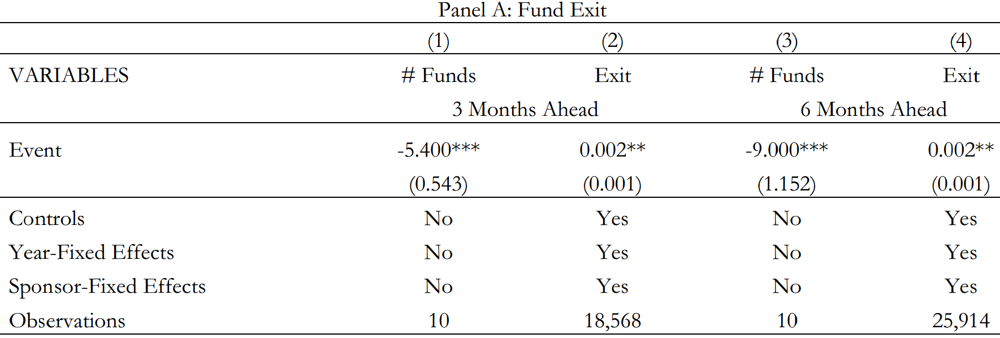 Panel A: Fund Exit
(1) (2) (3) (4)
VARIABLES # Funds Exit # Funds Exit
3 Months Ahead 6 Months Ahead
Event -5.400*** 0.002** -9.000*** 0.002**
(0.543) (0.001) (1.152) (0.001)
Controls No Yes No Yes
Year-Fixed Effects No Yes No Yes
Sponsor-Fixed Effects No Yes No Yes
Observations 10 18,568 10 25,914